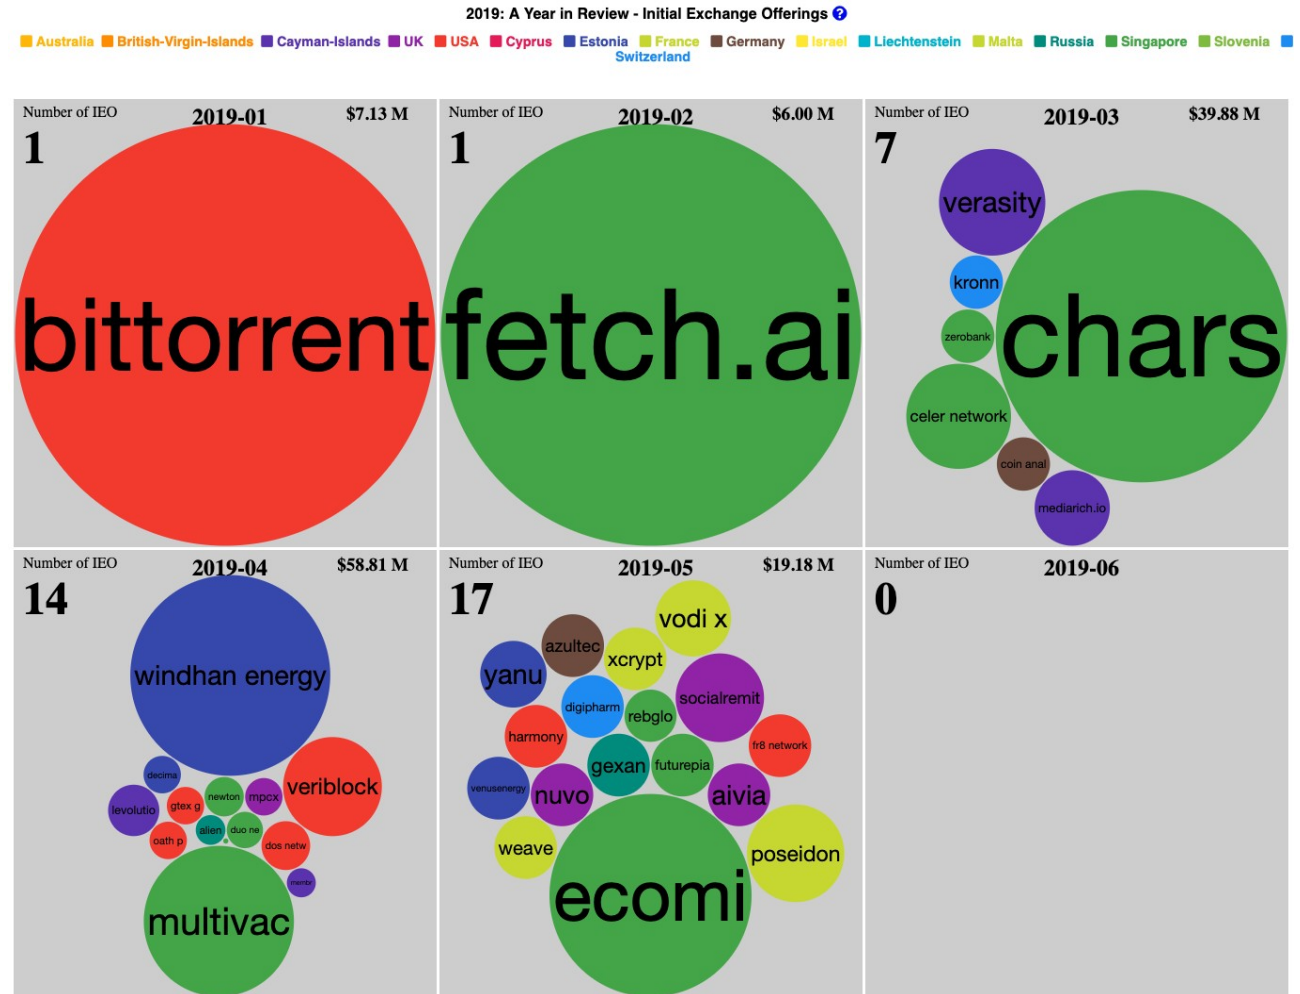 2019: A Year in Review - Initial Exchange Offerings ?
Australia British-Virgin-Islands Cayman-Islands UK USA Cyprus Estonia France Germany Israel Liechtenstein Malta Russia Singapore Slovenia
Switzerland
Number of IEO 2019-01 $7.13 M
1
bittorrent
Number of IEO 2019-02 $6.00 M
1
fetch.ai
Number of IEO 2019-03 $39.88 M
7
verasity
kronn
zerobank
chars
celer network
coin anal
mediarich.io
Number of IEO 2019-04 $58.81 M
14
windhan energy
decima
veriblock
levolutio
gtex g
newton
mpcx
oath p
alien
duo ne
dos netw
membr
multivac
Number of IEO 2019-05 $19.18 M
17
vodi x
azultec
xcrypt
yanu
socialremit
digipharm
rebglo
harmony
fr8 network
gexan
futurepia
venusenergy
nuvo
aivia
weave
poseidon
ecomi
Number of IEO 2019-06
0